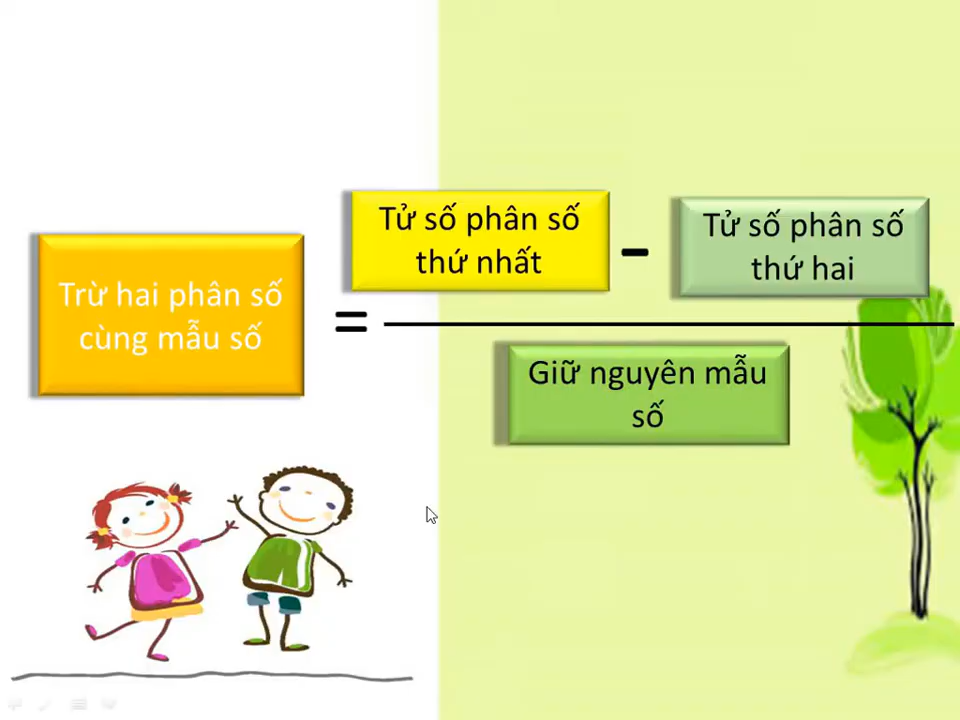 Tử số phân số
thứ nhất
-
Tử số phân số
thứ hai
Trừ hai phân số
cùng mẫu số
=
Giữ nguyên mẫu
số